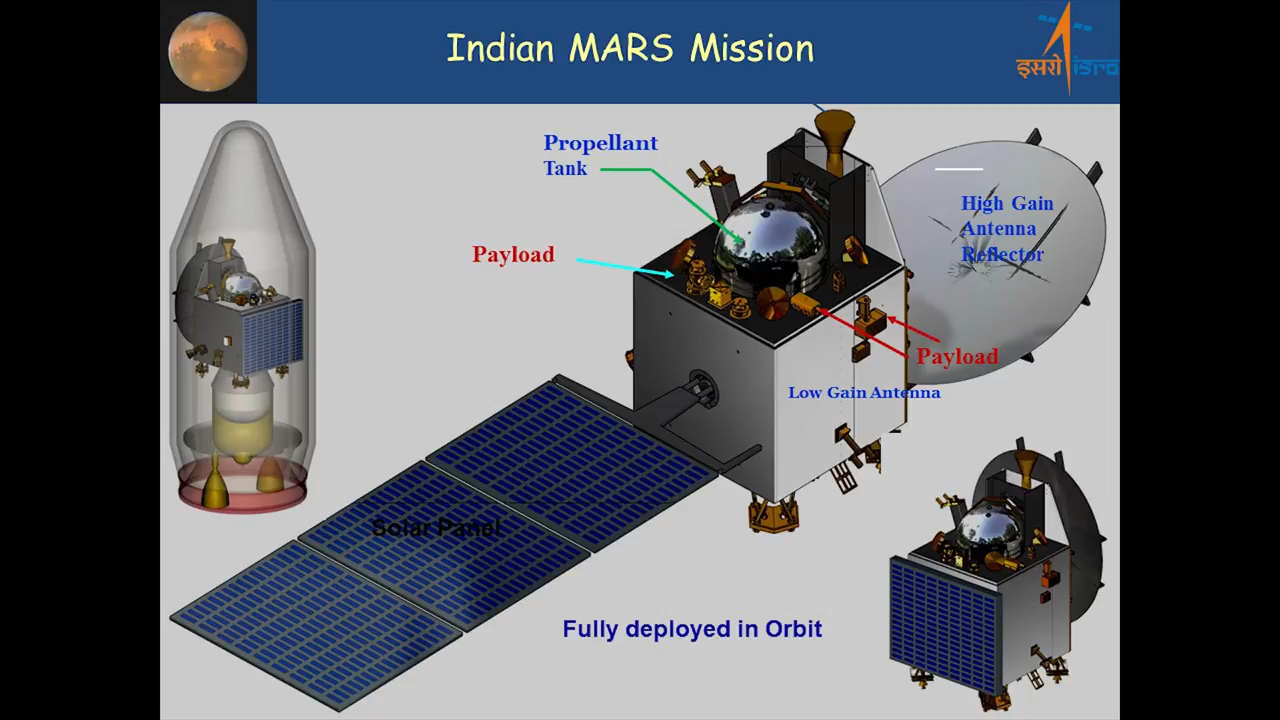 Indian MARS Mission
इसरो isro
Propellant
Tank
Payload
High Gain
Antenna
Reflector
Payload
Low Gain Antenna
Solar Panel
Fully deployed in Orbit